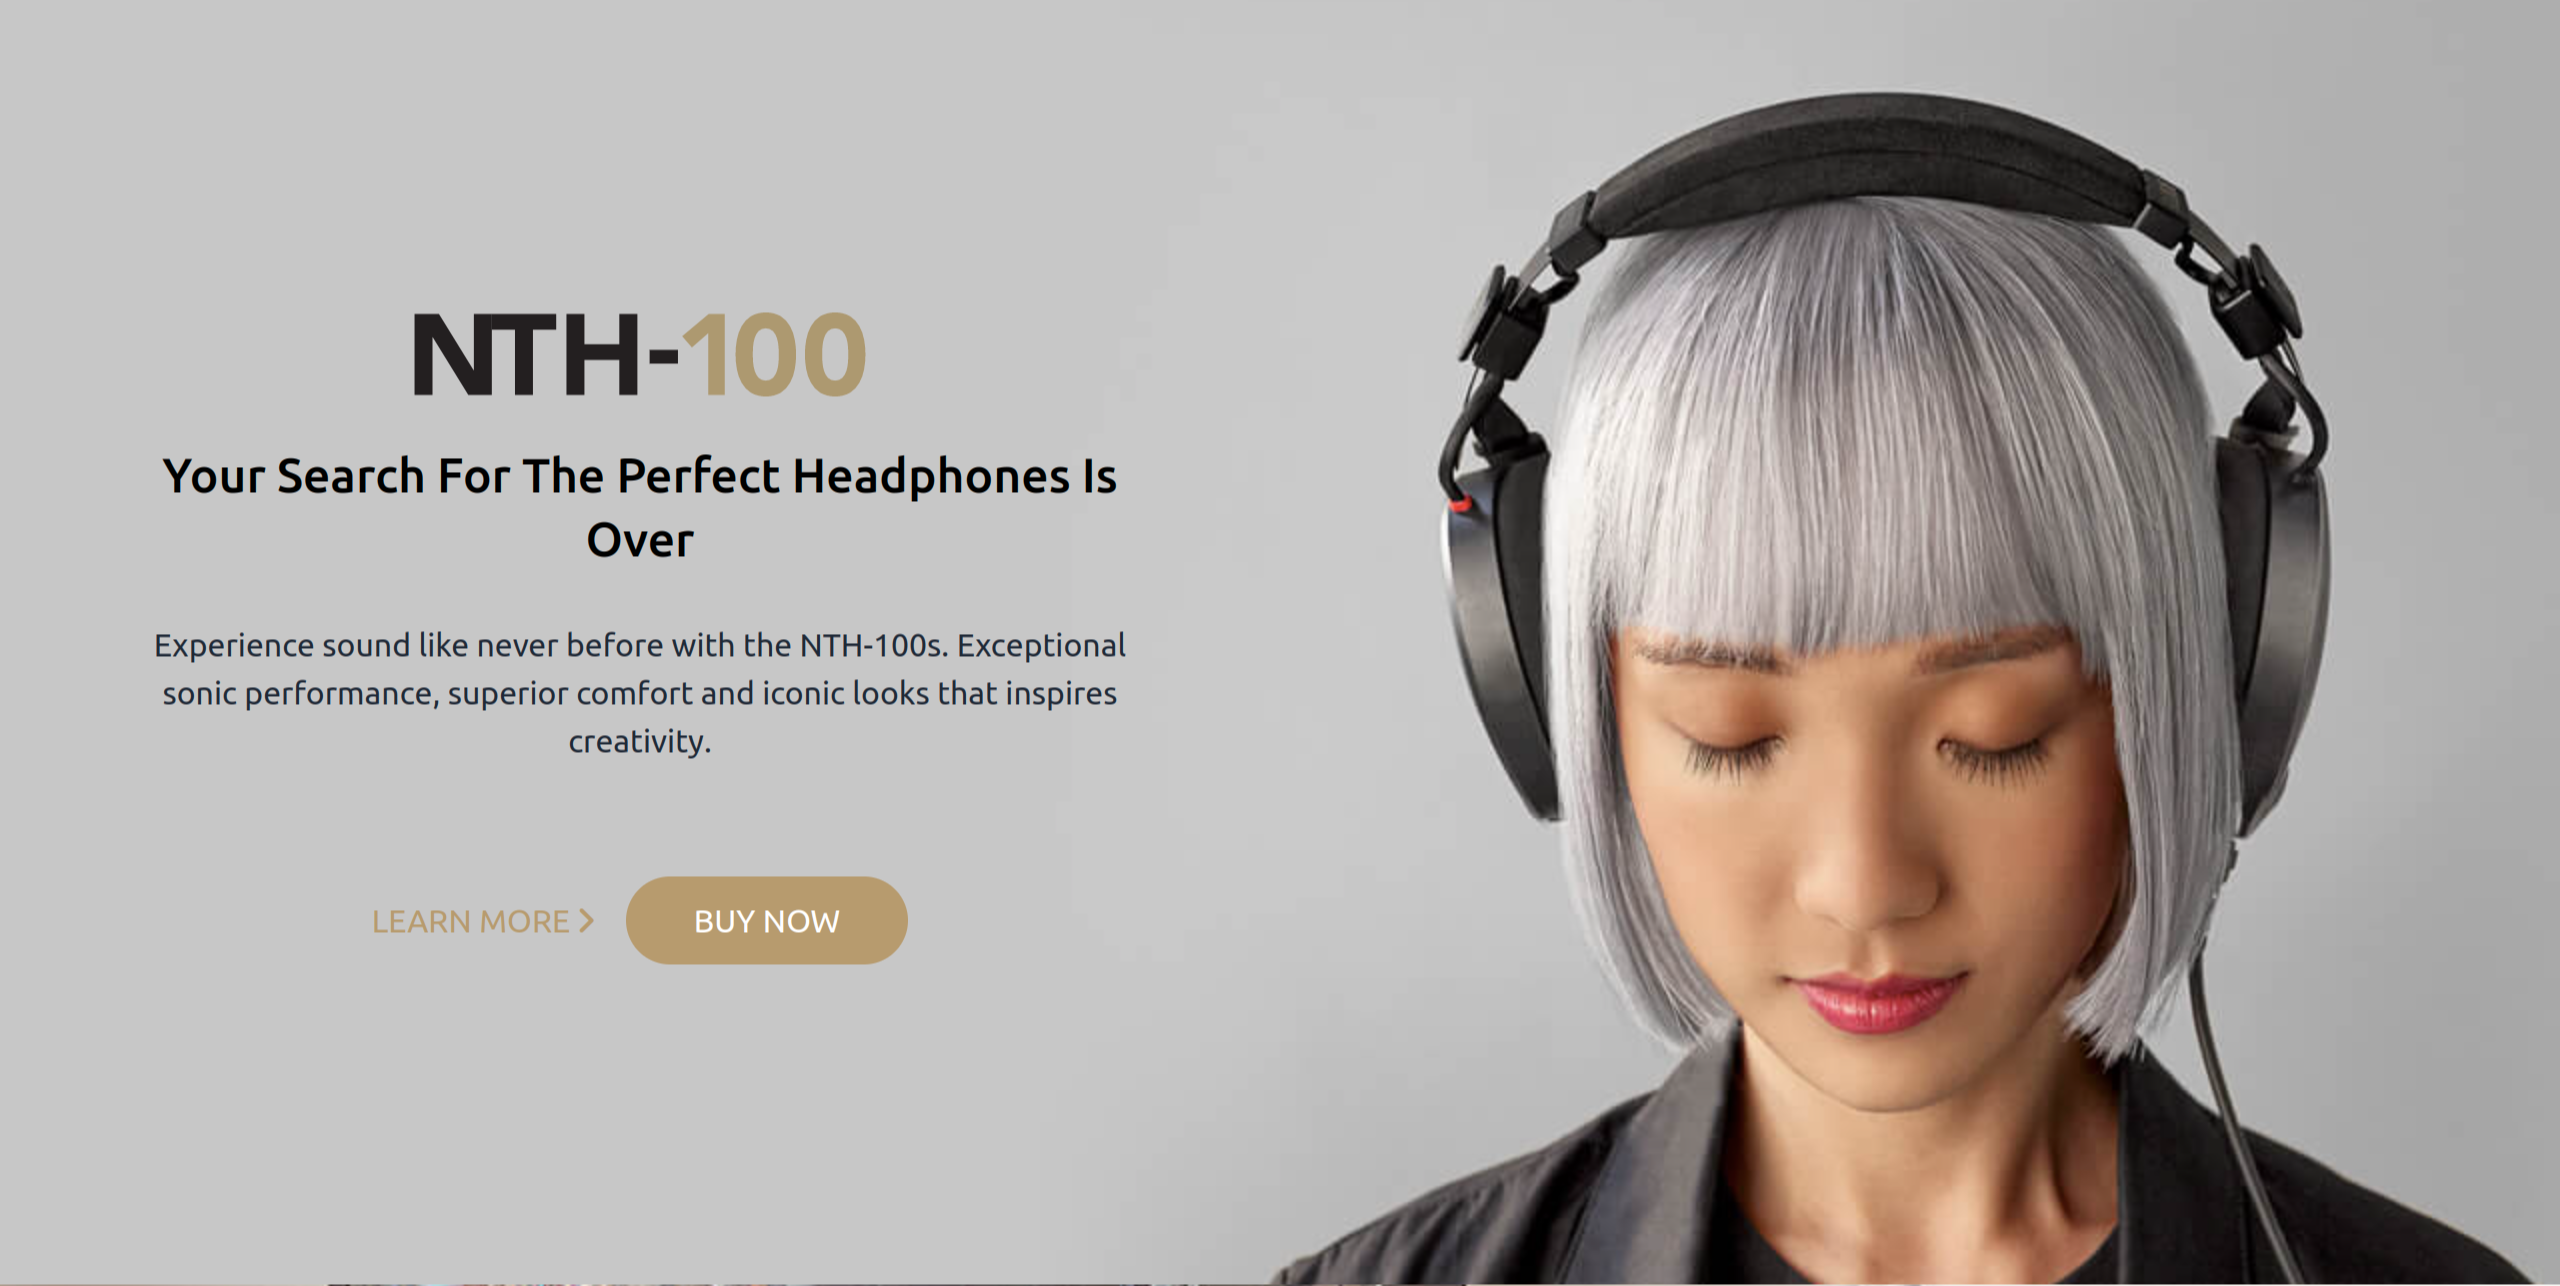 NTH-100
Your Search For The Perfect Headphones Is
Over
Experience sound like never before with the NTH-100s. Exceptional
sonic performance, superior comfort and iconic looks that inspires
creativity.
LEARN MORE
BUY NOW